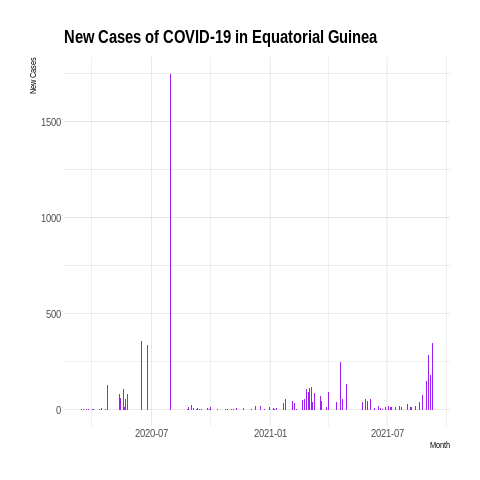 New Cases of COVID-19 in Equatorial Guinea
New Cases
1500
1000
500
0
2020-07
2021-01
2021-07
Month